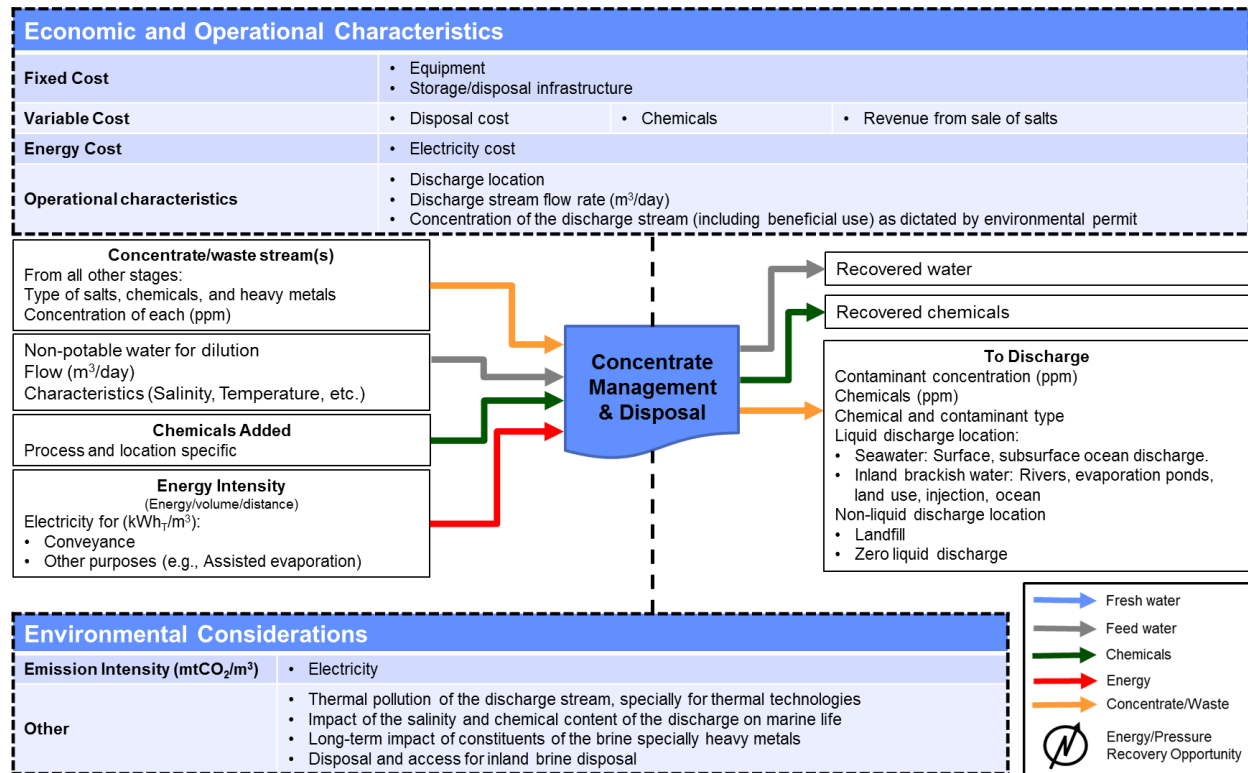 Economic and Operational Characteristics
Fixed Cost
• Equipment
• Storage/disposal infrastructure
Variable Cost
• Disposal cost
• Chemicals
• Revenue from sale of salts
Energy Cost
• Electricity cost
Operational characteristics
• Discharge location
• Discharge stream flow rate (m³/day)
• Concentration of the discharge stream (including beneficial use) as dictated by environmental permit
Concentrate/waste stream(s)
From all other stages:
Type of salts, chemicals, and heavy metals
Concentration of each (ppm)
Non-potable water for dilution
Flow (m³/day)
Characteristics (Salinity, Temperature, etc.)
Chemicals Added
Process and location specific
Energy Intensity
(Energy/volume/distance)
Electricity for (kWh_T/m³):
• Conveyance
• Other purposes (e.g., Assisted evaporation)
Concentrate
Management
& Disposal
Recovered water
Recovered chemicals
To Discharge
Contaminant concentration (ppm)
Chemicals (ppm)
Chemical and contaminant type
Liquid discharge location:
• Seawater: Surface, subsurface ocean discharge.
• Inland brackish water: Rivers, evaporation ponds,
land use, injection, ocean
Non-liquid discharge location
• Landfill
• Zero liquid discharge
Environmental Considerations
Emission Intensity (mtCO₂/m³)
• Electricity
Other
• Thermal pollution of the discharge stream, specially for thermal technologies
• Impact of the salinity and chemical content of the discharge on marine life
• Long-term impact of constituents of the brine specially heavy metals
• Disposal and access for inland brine disposal
Fresh water
Feed water
Chemicals
Energy
Concentrate/Waste
Energy/Pressure
Recovery Opportunity